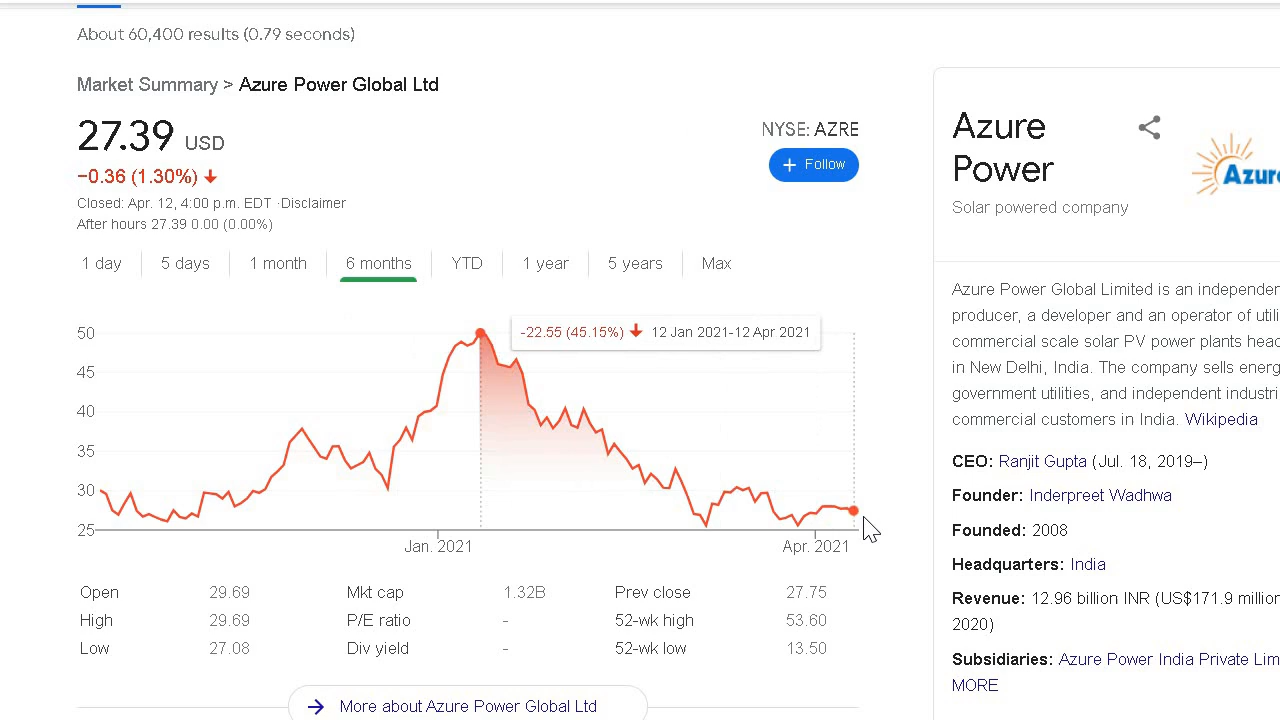 About 60,400 results (0.79 seconds)
Market Summary > Azure Power Global Ltd
27.39 USD
−0.36 (1.30%)
Closed: Apr. 12, 4:00 p.m. EDT · Disclaimer
After hours 27.39 0.00 (0.00%)
NYSE: AZRE
+ Follow
1 day 5 days 1 month 6 months YTD 1 year 5 years Max
-22.55 (45.15%) 12 Jan 2021-12 Apr 2021
50
45
40
35
30
25
Jan. 2021 Apr. 2021
Open 29.69 Mkt cap 1.32B Prev close 27.75
High 29.69 P/E ratio - 52-wk high 53.60
Low 27.08 Div yield - 52-wk low 13.50
More about Azure Power Global Ltd
Azure
Power
Solar powered company
Azure
Azure Power Global Limited is an independen
producer, a developer and an operator of utili
commercial scale solar PV power plants head
in New Delhi, India. The company sells energ
government utilities, and independent industri
commercial customers in India. Wikipedia
CEO: Ranjit Gupta (Jul. 18, 2019–)
Founder: Inderpreet Wadhwa
Founded: 2008
Headquarters: India
Revenue: 12.96 billion INR (US$171.9 million
2020)
Subsidiaries: Azure Power India Private Lim
MORE